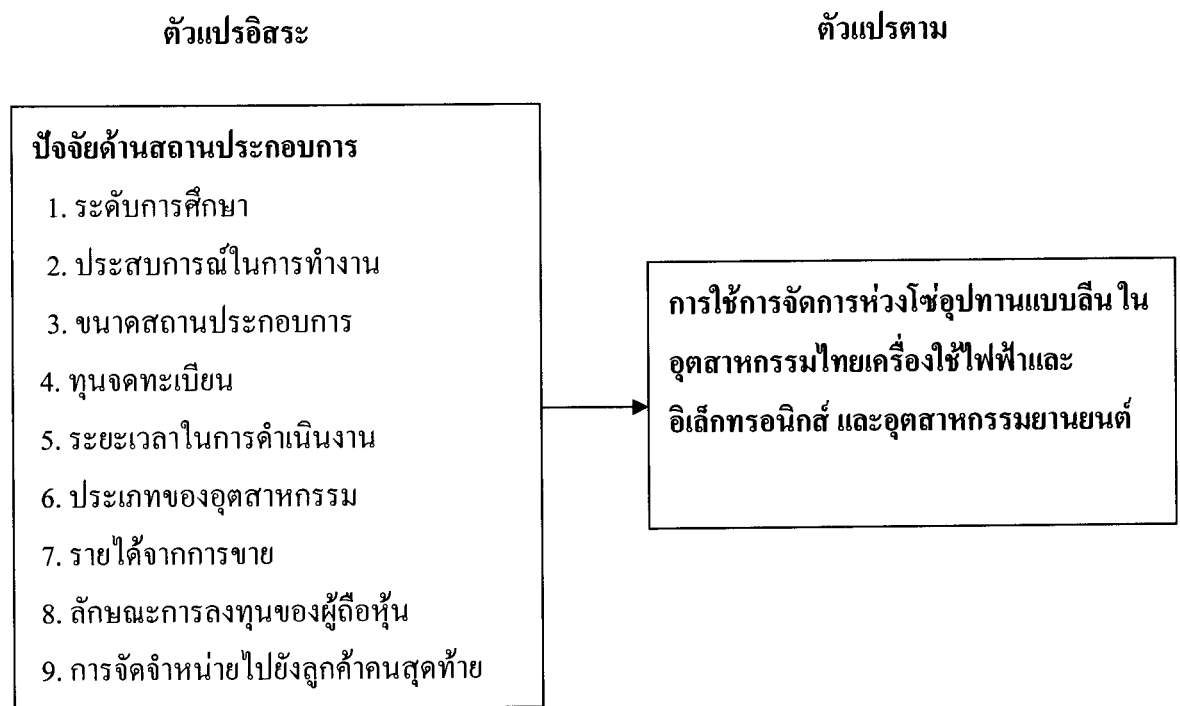 ตัวแปรอิสระ
ตัวแปรตาม
ปัจจัยด้านสถานประกอบการ
1. ระดับการศึกษา
2. ประสบการณ์ในการทำงาน
3. ขนาดสถานประกอบการ
4. ทุนจดทะเบียน
5. ระยะเวลาในการดำเนินงาน
6. ประเภทของอุตสาหกรรม
7. รายได้จากการขาย
8. ลักษณะการลงทุนของผู้ถือหุ้น
9. การจัดจำหน่ายไปยังลูกค้าคนสุดท้าย
การใช้การจัดการห่วงโซ่อุปทานแบบลีน ใน
อุตสาหกรรมไทยเครื่องใช้ไฟฟ้าและ
อิเล็กทรอนิกส์ และอุตสาหกรรมยานยนต์